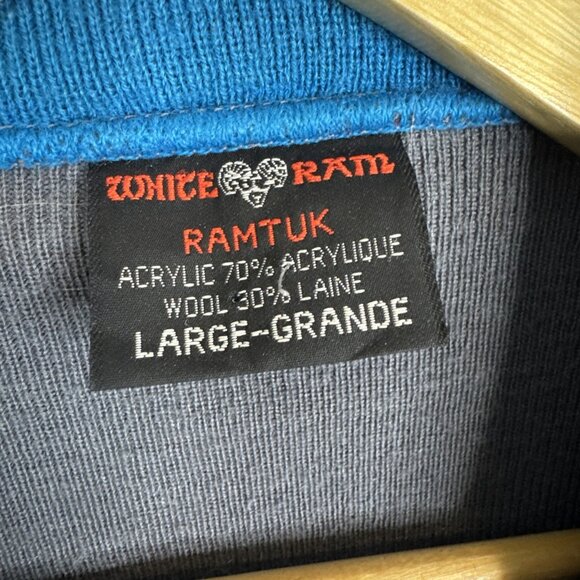 WHITE RAM
RAMTUK
ACRYLIC 70% ACRYLIQUE
WOOL 30% LAINE
LARGE-GRANDE